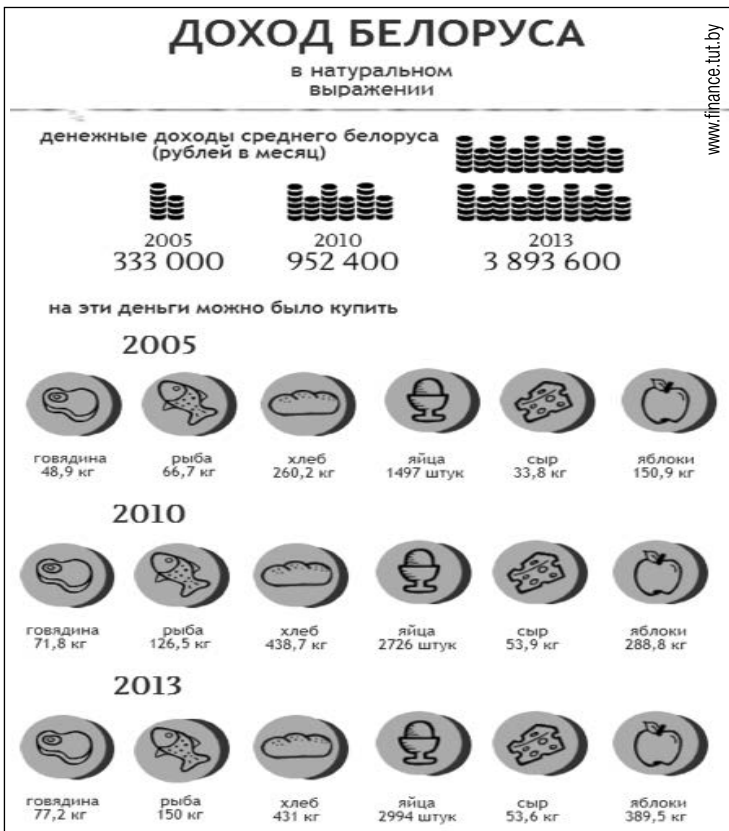 ДОХОД БЕЛОРУСА
в натуральном
выражении
www.finance.tut.by
денежные доходы среднего белоруса
(рублей в месяц)
2005 2010 2013
333 000 952 400 3 893 600
на эти деньги можно было купить
2005
говядина рыба хлеб яйца сыр яблоки
48,9 кг 66,7 кг 260,2 кг 1497 штук 33,8 кг 150,9 кг
2010
говядина рыба хлеб яйца сыр яблоки
71,8 кг 126,5 кг 438,7 кг 2726 штук 53,9 кг 288,8 кг
2013
говядина рыба хлеб яйца сыр яблоки
77,2 кг 150 кг 431 кг 2994 штук 53,6 кг 389,5 кг